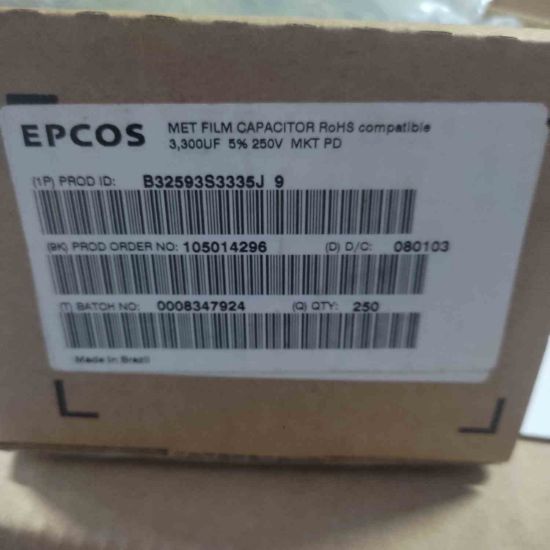 EPCOS MET FILM CAPACITOR RoHS compatible
3,300UF 5% 250V MKT PD
(1P) PROD ID: B32593S3335J 9
(9K) PROD ORDER NO: 105014296 (D) D/C: 080103
(T) BATCH NO: 0008347924 (Q) QTY: 250
Made in Brazil